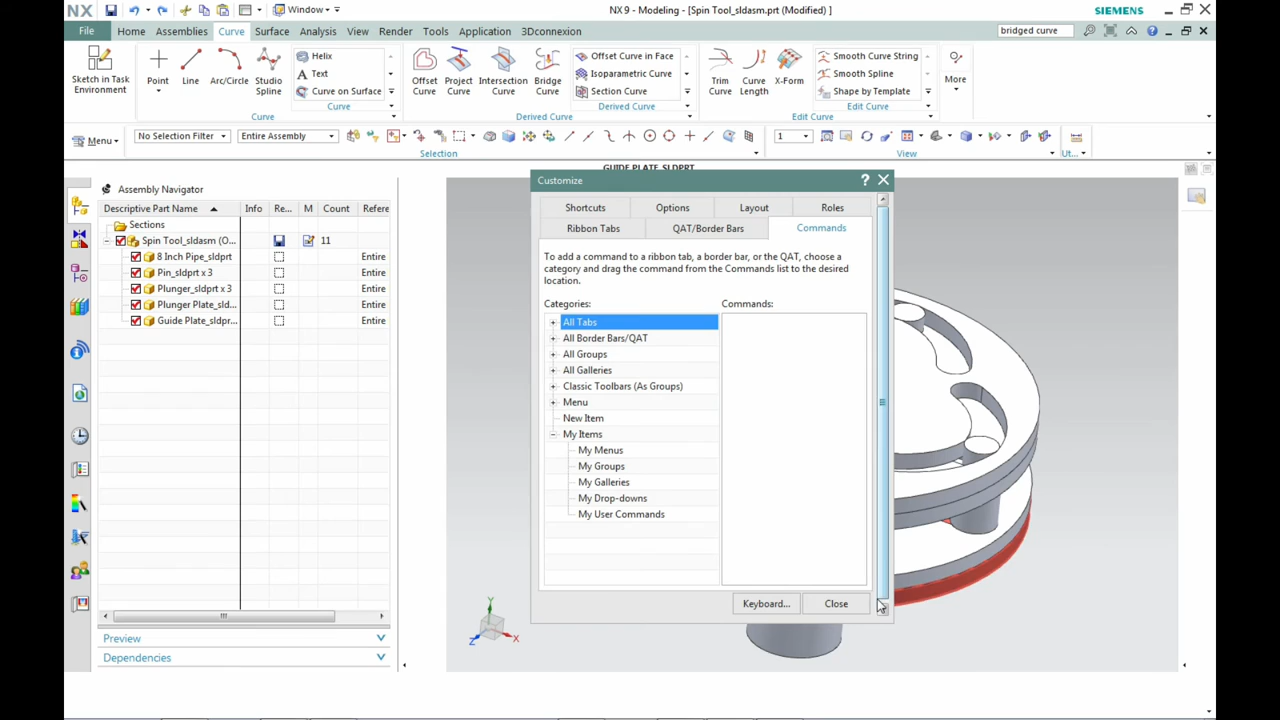 NX
Window
NX 9 - Modeling - [Spin Tool_sldasm.prt (Modified) ]
SIEMENS
File
Home
Assemblies
Curve
Surface
Analysis
View
Render
Tools
Application
3Dconnexion
bridged curve
Sketch in Task Environment
Point
Line
Arc/Circle
Studio Spline
Helix
Text
Curve on Surface
Curve
Offset Curve
Project Curve
Intersection Curve
Bridge Curve
Offset Curve in Face
Isoparametric Curve
Section Curve
Derived Curve
Trim Curve
Curve Length
X-Form
Smooth Curve String
Smooth Spline
Shape by Template
Edit Curve
More
Curve
Derived Curve
Edit Curve
Menu
No Selection Filter
Entire Assembly
1
Selection
View
Ut...
GUIDE PLATE_SLDPRT
Assembly Navigator
Descriptive Part Name
Info
Re...
M
Count
Refere
Sections
Spin Tool_sldasm (O...
11
8 Inch Pipe_sldprt
Entire
Pin_sldprt x 3
Entire
Plunger_sldprt x 3
Entire
Plunger Plate_sld...
Entire
Guide Plate_sldpr...
Entire
Preview
Dependencies
Customize
?
Shortcuts
Options
Layout
Roles
Ribbon Tabs
QAT/Border Bars
Commands
To add a command to a ribbon tab, a border bar, or the QAT, choose a
category and drag the command from the Commands list to the desired
location.
Categories:
Commands:
All Tabs
All Border Bars/QAT
All Groups
All Galleries
Classic Toolbars (As Groups)
Menu
New Item
My Items
My Menus
My Groups
My Galleries
My Drop-downs
My User Commands
Keyboard...
Close
Y
Z
X